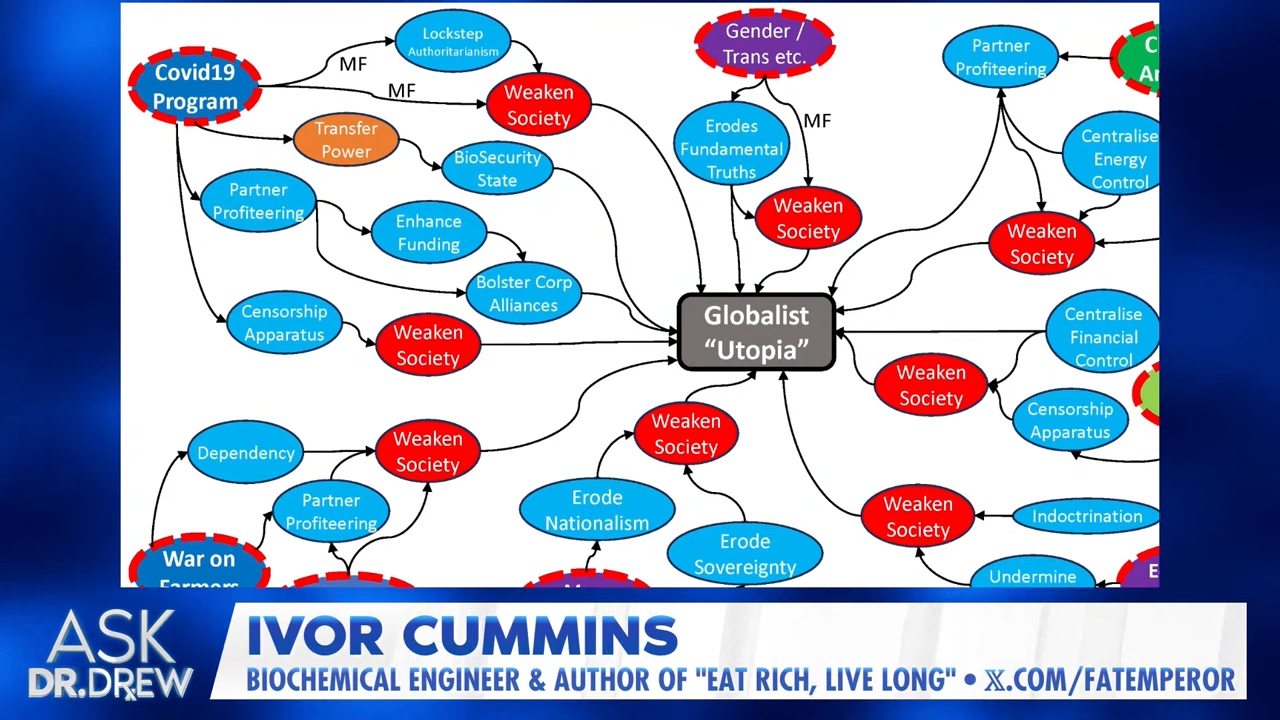 Covid19
Program
Lockstep
Authoritarianism
MF
MF
Weaken
Society
Transfer
Power
BioSecurity
State
Partner
Profiteering
Enhance
Funding
Bolster Corp
Alliances
Censorship
Apparatus
Weaken
Society
Gender /
Trans etc.
MF
Erodes
Fundamental
Truths
Weaken
Society
Partner
Profiteering
Centralise
Energy
Control
Weaken
Society
Globalist
“Utopia”
Centralise
Financial
Control
Weaken
Society
Censorship
Apparatus
Dependency
Weaken
Society
Partner
Profiteering
War on
Farmers
Weaken
Society
Erode
Nationalism
Erode
Sovereignty
Weaken
Society
Indoctrination
Undermine
ASK
DR.DREW
IVOR CUMMINS
BIOCHEMICAL ENGINEER & AUTHOR OF "EAT RICH, LIVE LONG" • 𝕏.COM/FATEMPEROR